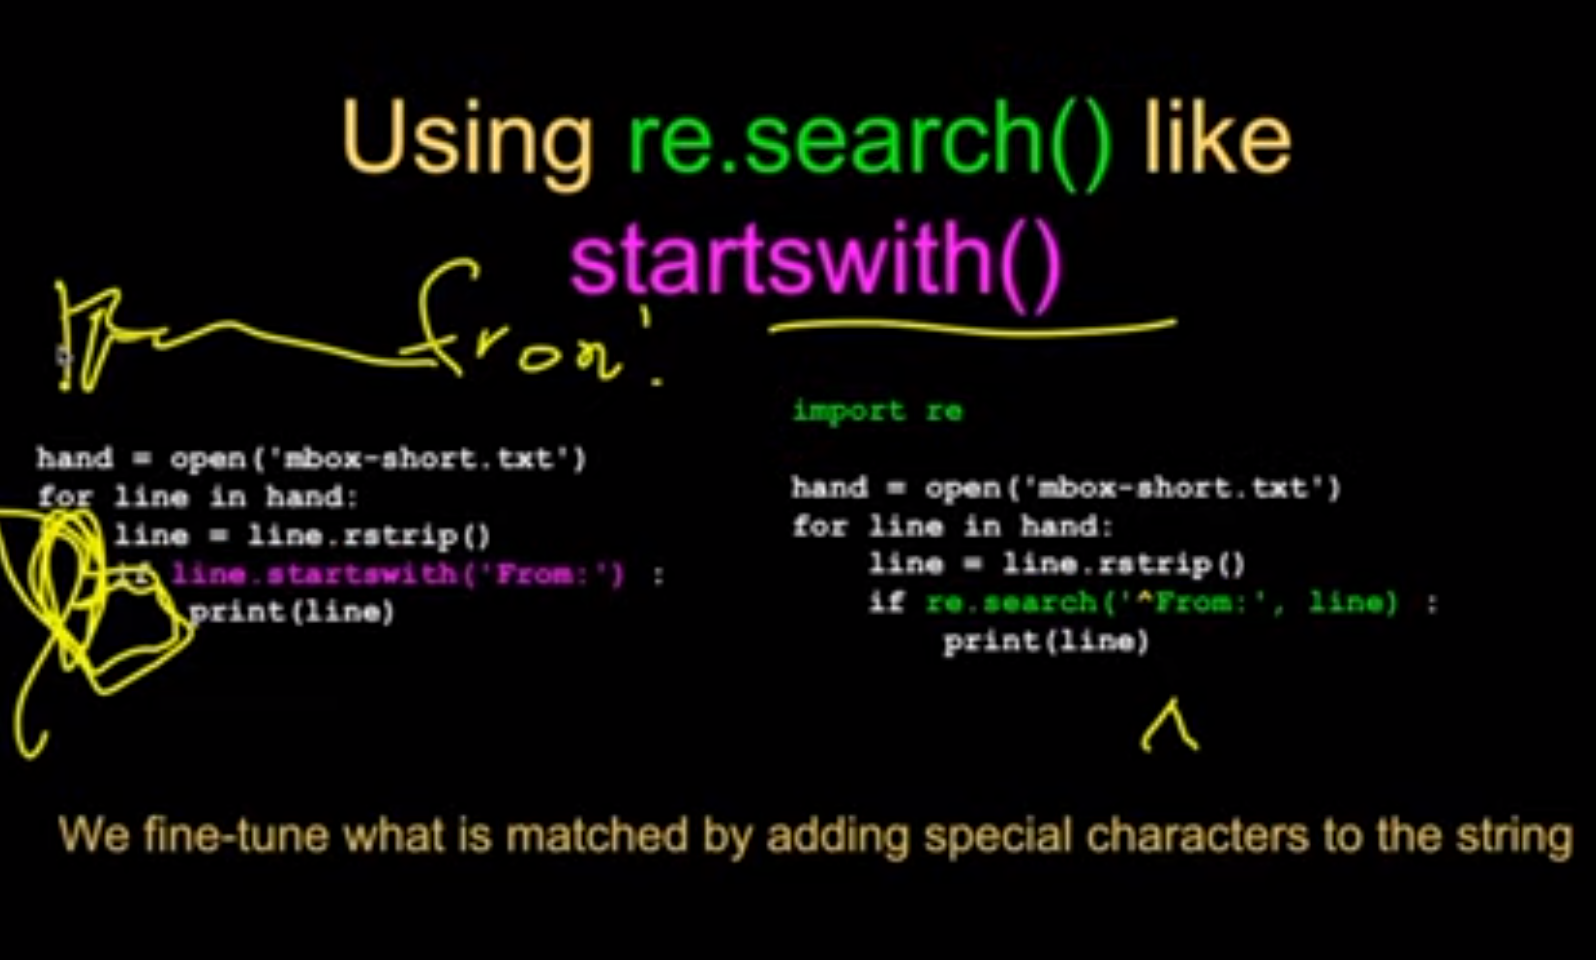 Using re.search() like
startswith()
from:
hand = open('mbox-short.txt')
for line in hand:
    line = line.rstrip()
    if line.startswith('From:') :
        print(line)
import re
hand = open('mbox-short.txt')
for line in hand:
    line = line.rstrip()
    if re.search('^From:', line) :
        print(line)
^
We fine-tune what is matched by adding special characters to the string